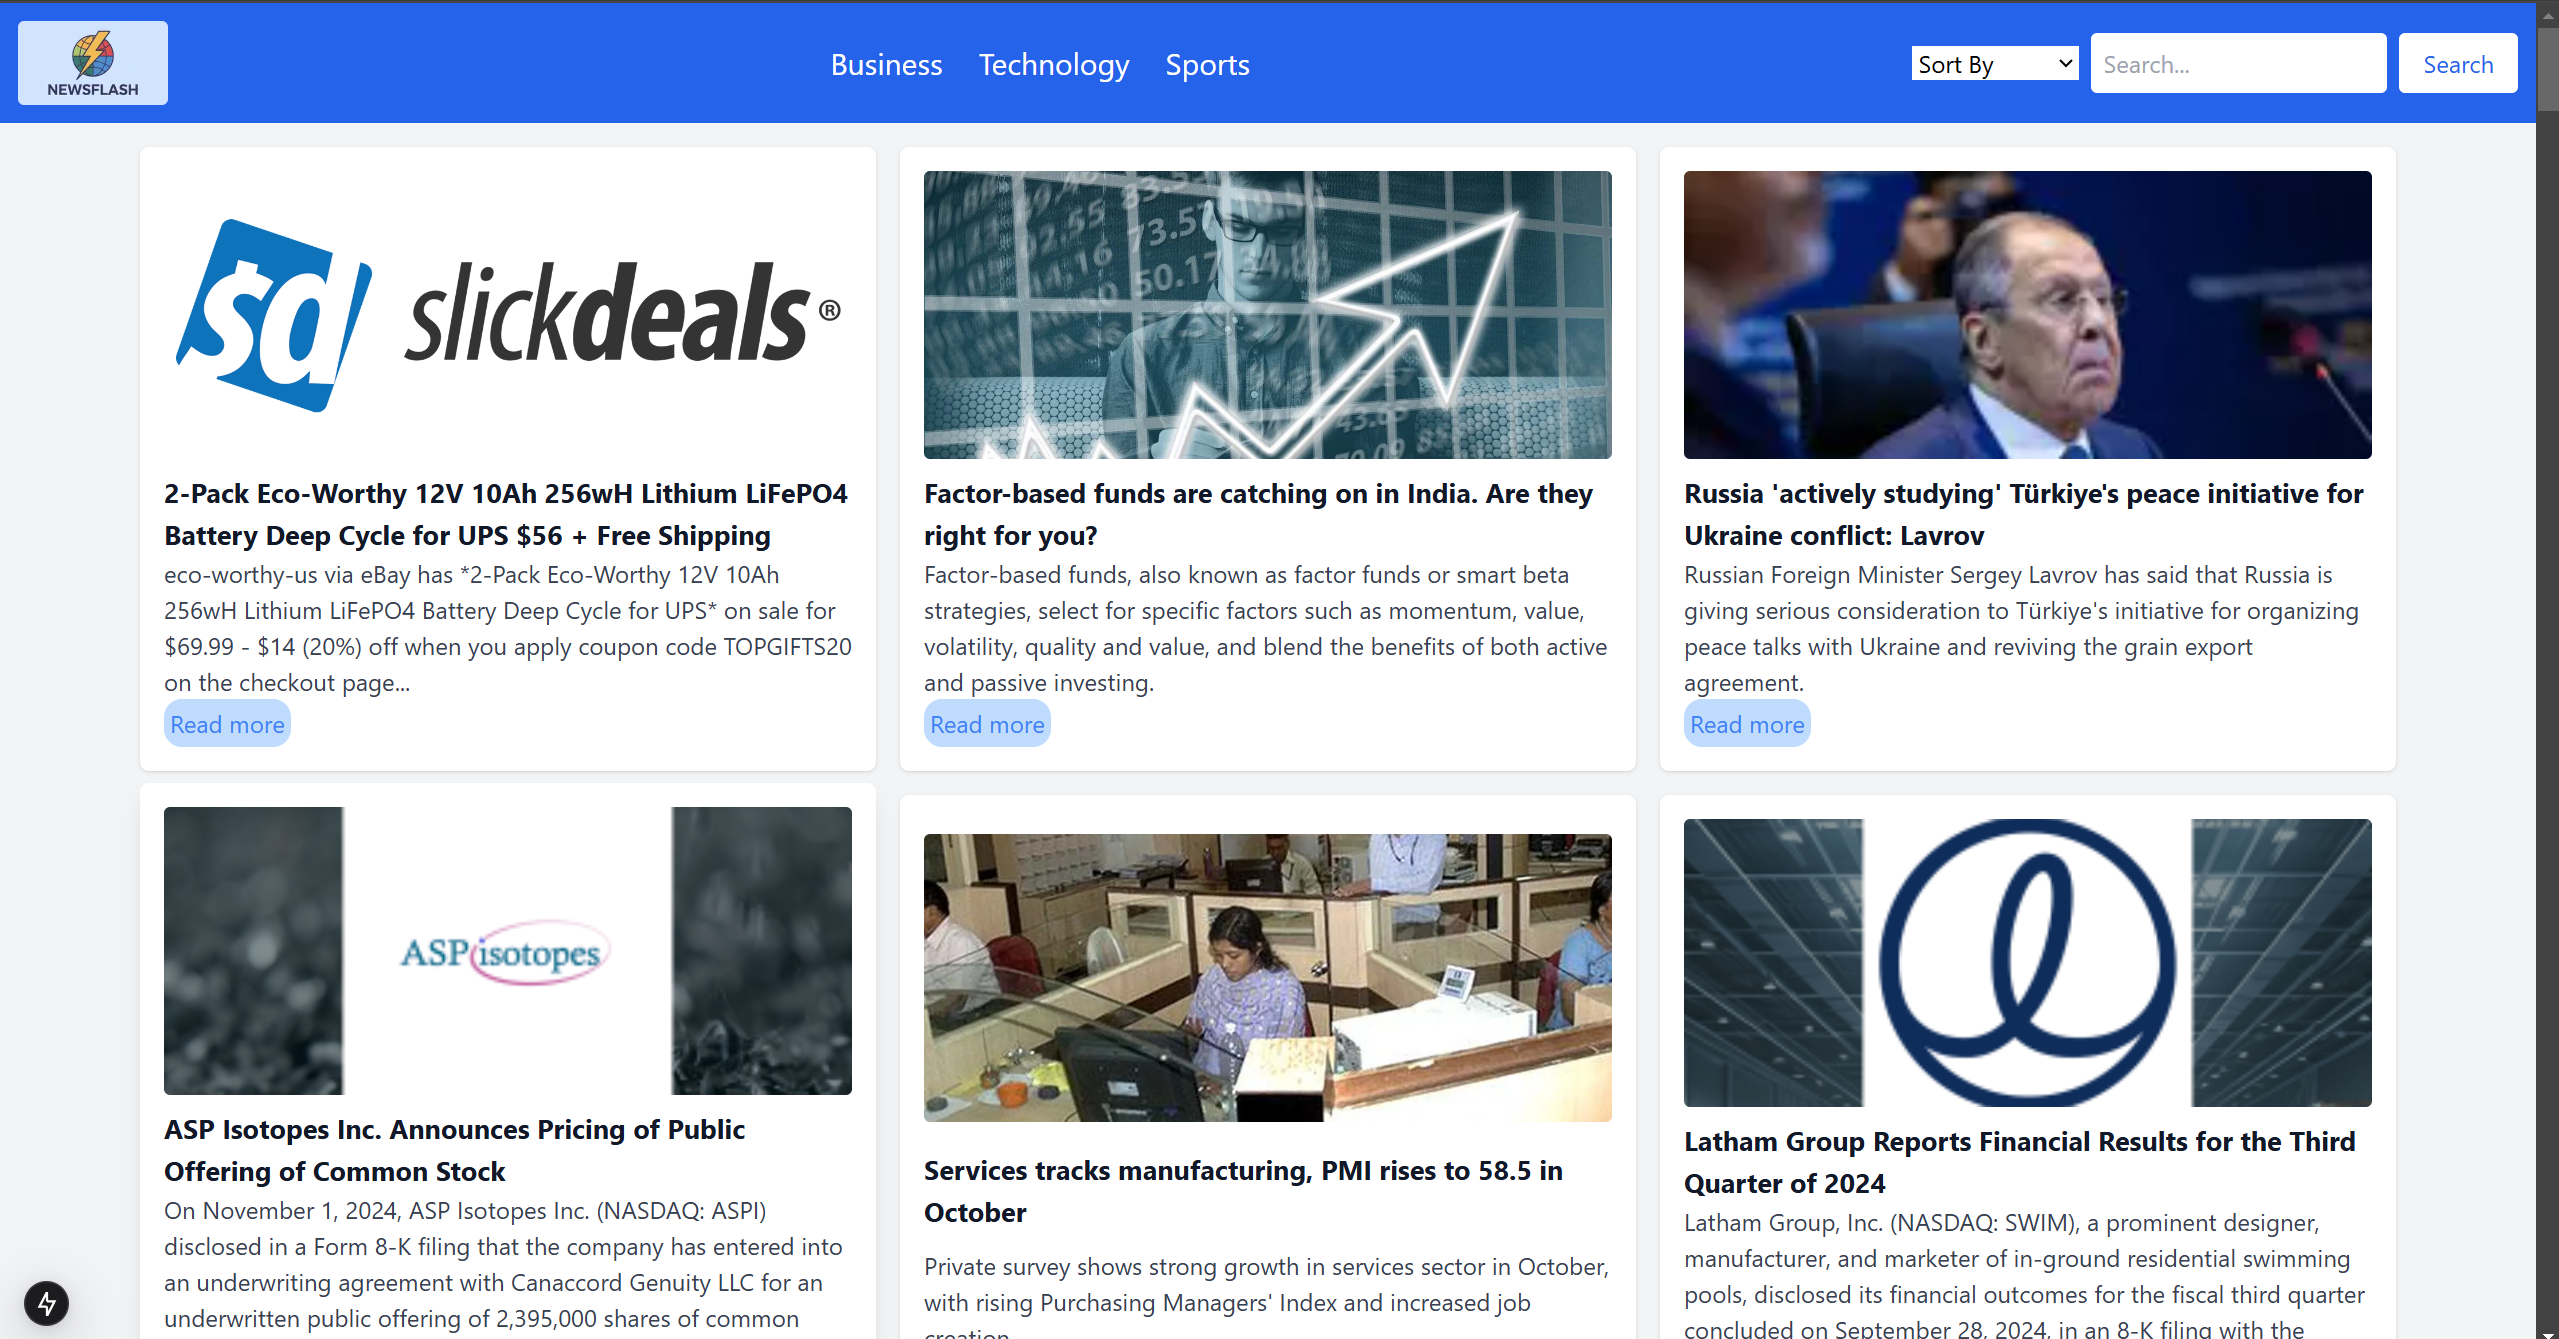 NEWSFLASH
Business Technology Sports
Sort By
Search...
Search
sd slickdeals ®
2-Pack Eco-Worthy 12V 10Ah 256wH Lithium LiFePO4
Battery Deep Cycle for UPS $56 + Free Shipping
eco-worthy-us via eBay has *2-Pack Eco-Worthy 12V 10Ah
256wH Lithium LiFePO4 Battery Deep Cycle for UPS* on sale for
$69.99 - $14 (20%) off when you apply coupon code TOPGIFTS20
on the checkout page...
Read more
73.5
50.17
Factor-based funds are catching on in India. Are they
right for you?
Factor-based funds, also known as factor funds or smart beta
strategies, select for specific factors such as momentum, value,
volatility, quality and value, and blend the benefits of both active
and passive investing.
Read more
Russia 'actively studying' Türkiye's peace initiative for
Ukraine conflict: Lavrov
Russian Foreign Minister Sergey Lavrov has said that Russia is
giving serious consideration to Türkiye's initiative for organizing
peace talks with Ukraine and reviving the grain export
agreement.
Read more
ASP isotopes
ASP Isotopes Inc. Announces Pricing of Public
Offering of Common Stock
On November 1, 2024, ASP Isotopes Inc. (NASDAQ: ASPI)
disclosed in a Form 8-K filing that the company has entered into
an underwriting agreement with Canaccord Genuity LLC for an
underwritten public offering of 2,395,000 shares of common
Services tracks manufacturing, PMI rises to 58.5 in
October
Private survey shows strong growth in services sector in October,
with rising Purchasing Managers' Index and increased job
creation
Latham Group Reports Financial Results for the Third
Quarter of 2024
Latham Group, Inc. (NASDAQ: SWIM), a prominent designer,
manufacturer, and marketer of in-ground residential swimming
pools, disclosed its financial outcomes for the fiscal third quarter
concluded on September 28, 2024, in an 8-K filing with the